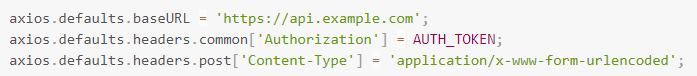 axios.defaults.baseURL = 'https://api.example.com';
axios.defaults.headers.common['Authorization'] = AUTH_TOKEN;
axios.defaults.headers.post['Content-Type'] = 'application/x-www-form-urlencoded';